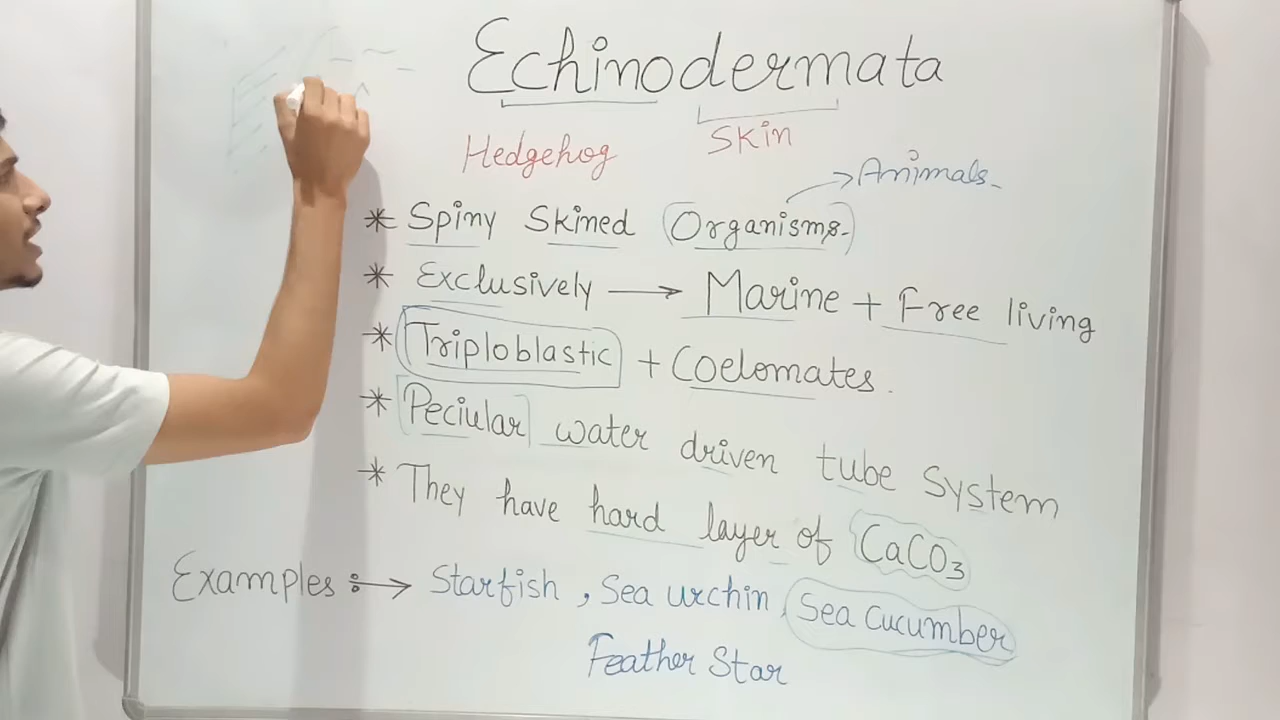 Echinodermata
Hedgehog Skin
Animals
* Spiny Skined Organisms.
* Exclusively → Marine + Free living
* Triploblastic + Coelomates.
* Peciular water driven tube System
* They have hard layer of CaCO3
Examples :→ Starfish, Sea urchin, Sea cucumber
Feather Star